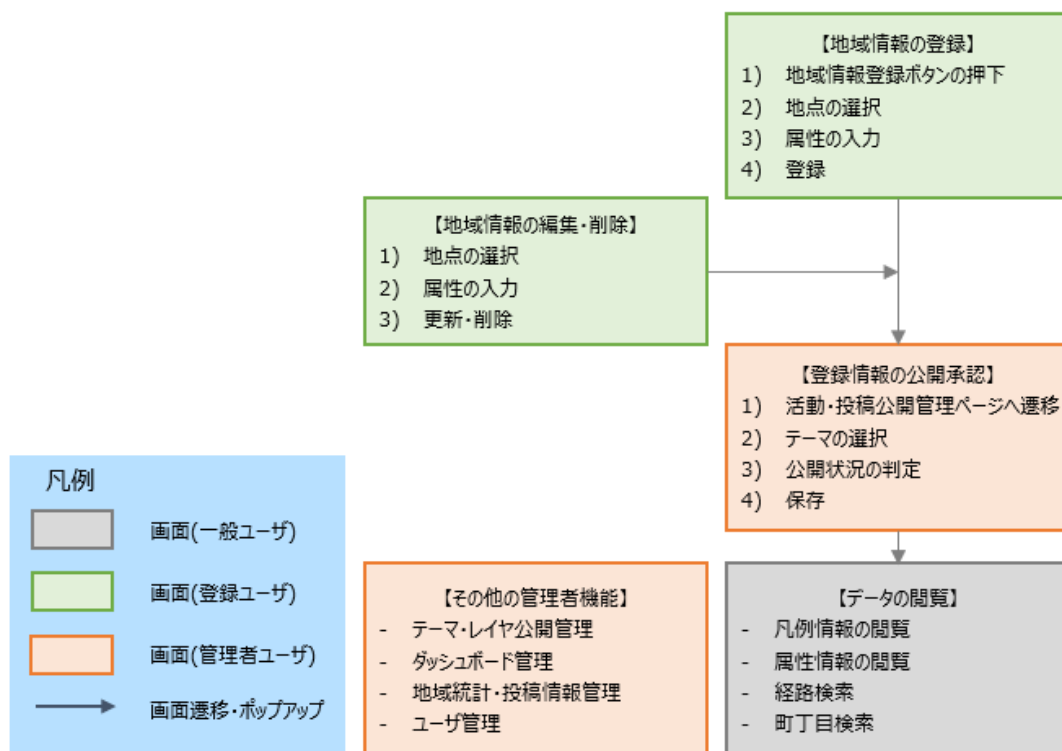 【地域情報の登録】
1) 地域情報登録ボタンの押下
2) 地点の選択
3) 属性の入力
4) 登録
【地域情報の編集・削除】
1) 地点の選択
2) 属性の入力
3) 更新・削除
【登録情報の公開承認】
1) 活動・投稿公開管理ページへ遷移
2) テーマの選択
3) 公開状況の判定
4) 保存
凡例
画面(一般ユーザ)
画面(登録ユーザ)
画面(管理者ユーザ)
画面遷移・ポップアップ
【その他の管理者機能】
- テーマ・レイヤ公開管理
- ダッシュボード管理
- 地域統計・投稿情報管理
- ユーザ管理
【データの閲覧】
- 凡例情報の閲覧
- 属性情報の閲覧
- 経路検索
- 町丁目検索